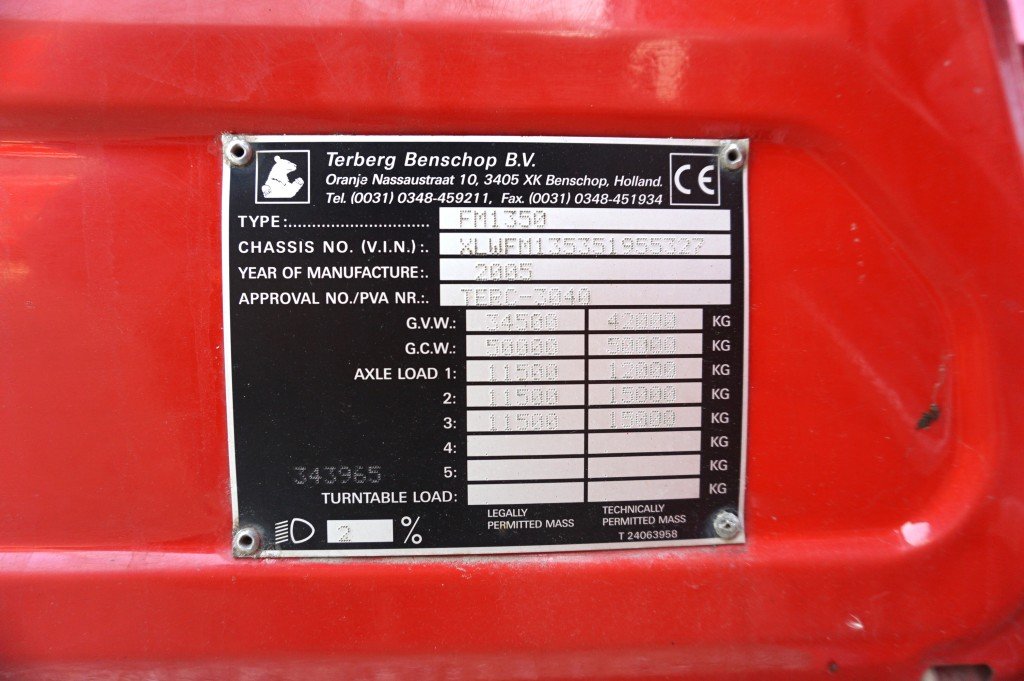 Terberg Benschop B.V.
Oranje Nassaustraat 10, 3405 XK Benschop, Holland.
Tel. (0031) 0348-459211, Fax. (0031) 0348-451934
CE
TYPE:.............................. FM1350
CHASSIS NO. (V.I.N.):. XLWFM135351955327
YEAR OF MANUFACTURE:. 2005
APPROVAL NO./PVA NR.:. TERC-3040
G.V.W.: 34500 42000 KG
G.C.W.: 50000 50000 KG
AXLE LOAD 1: 11500 12000 KG
2: 11500 15000 KG
3: 11500 15000 KG
4: KG
343965 5: KG
TURNTABLE LOAD: KG
LEGALLY PERMITTED MASS
TECHNICALLY PERMITTED MASS
2 %
T 24063958